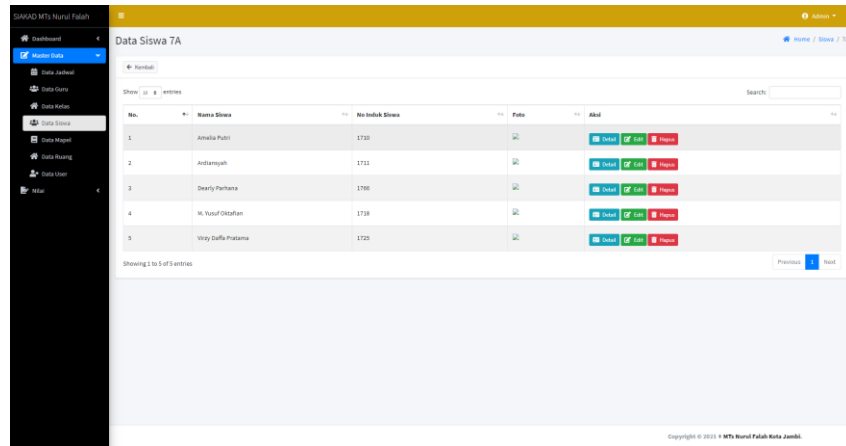 SIAKAD MTs Nurul Falah
Admin
Dashboard
Master Data
Data Jadwal
Data Guru
Data Kelas
Data Siswa
Data Mapel
Data Ruang
Data User
Nilai
Data Siswa 7A
Home / Siswa / 7
Kembali
Show 10 entries
Search:
No. Nama Siswa No Induk Siswa Foto Aksi
1 Amelia Putri 1710 Detail Edit Hapus
2 Ardiansyah 1711 Detail Edit Hapus
3 Dearly Parhana Detail Edit Hapus
4 M. Yusuf Oktafian 1718 Detail Edit Hapus
5 Virzy Daffa Pratama 1725 Detail Edit Hapus
Showing 1 to 5 of 5 entries
Previous 1 Next
Copyright © 2021 MTs Nurul Falah Kota Jambi.